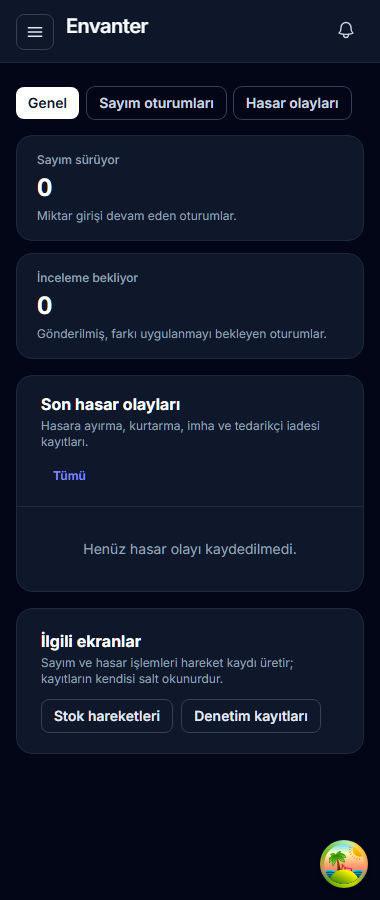 Envanter
Genel
Sayım oturumları
Hasar olayları
Sayım sürüyor
0
Miktar girişi devam eden oturumlar.
İnceleme bekliyor
0
Gönderilmiş, farkı uygulanmayı bekleyen oturumlar.
Son hasar olayları
Hasara ayırma, kurtarma, imha ve tedarikçi iadesi
kayıtları.
Tümü
Henüz hasar olayı kaydedilmedi.
İlgili ekranlar
Sayım ve hasar işlemleri hareket kaydı üretir;
kayıtların kendisi salt okunurdur.
Stok hareketleri
Denetim kayıtları